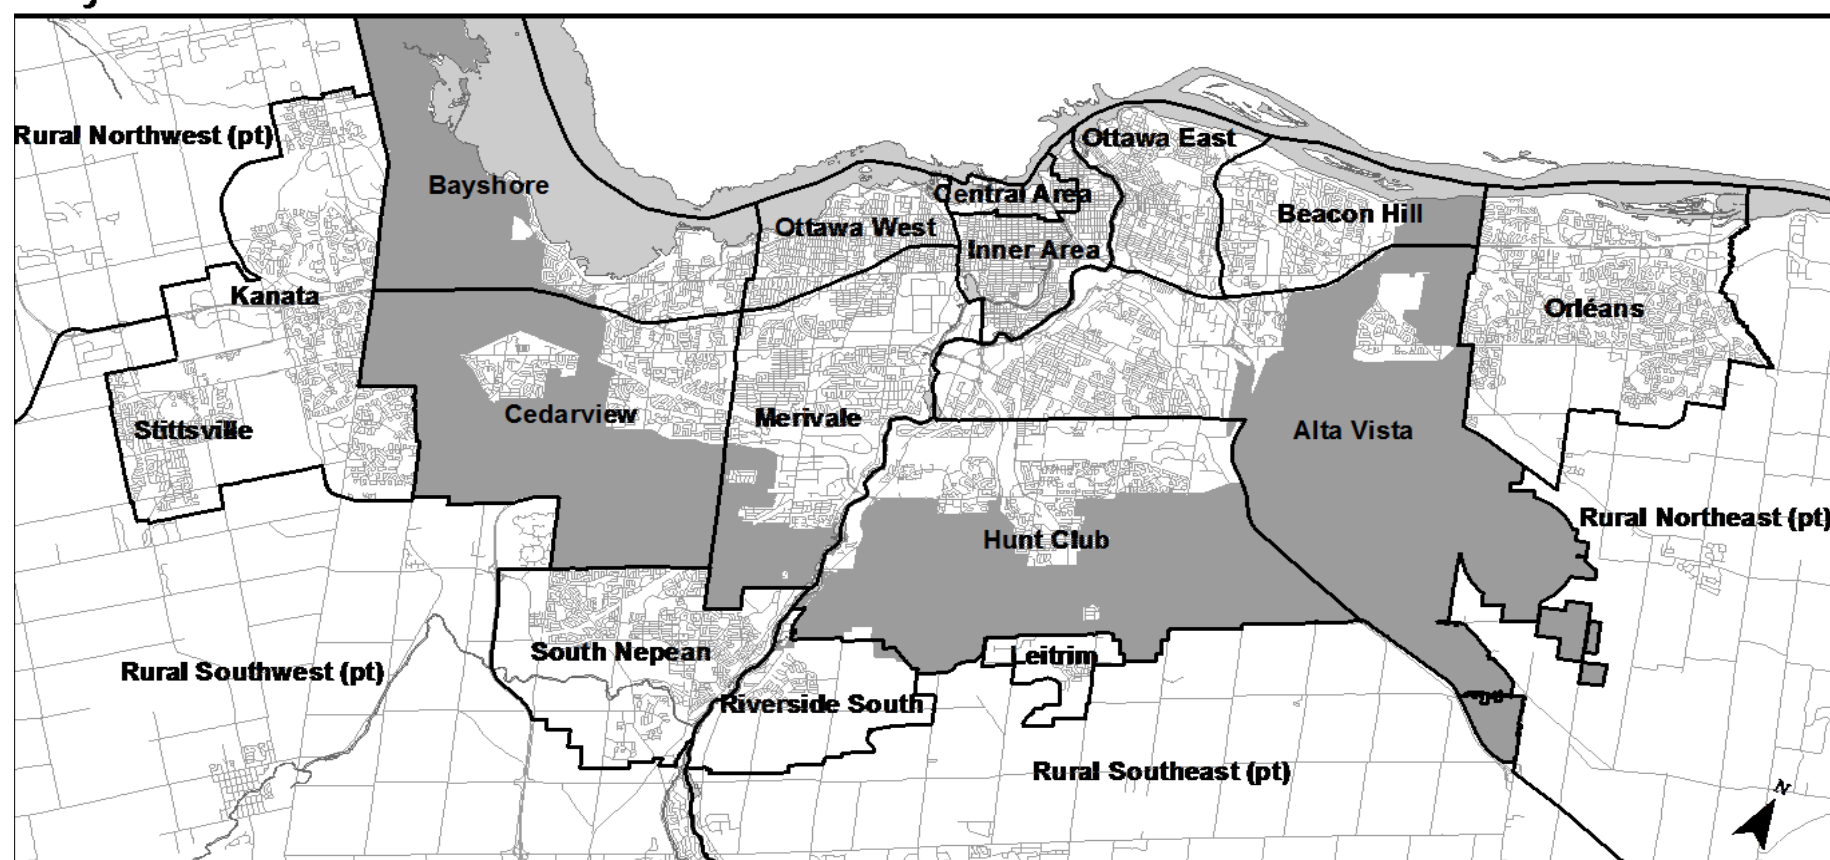 Ottawa East
Rural Northwest (pt)
Bayshore
Central Area
Beacon Hill
Ottawa West
Inner Area
Kanata
Orléans
Cedarview
Merivale
Stittsville
Alta Vista
Rural Northeast (pt)
Hunt Club
South Nepean
Leitrim
Rural Southwest (pt)
Riverside South
Rural Southeast (pt)
N